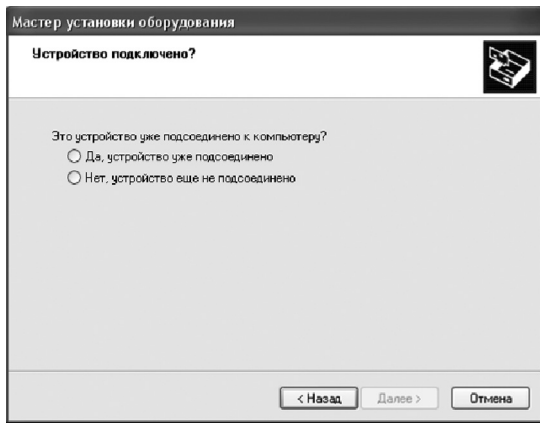 Мастер установки оборудования
Устройство подключено?
Это устройство уже подсоединено к компьютеру?
Да, устройство уже подсоединено
Нет, устройство еще не подсоединено
< Назад
Далее >
Отмена